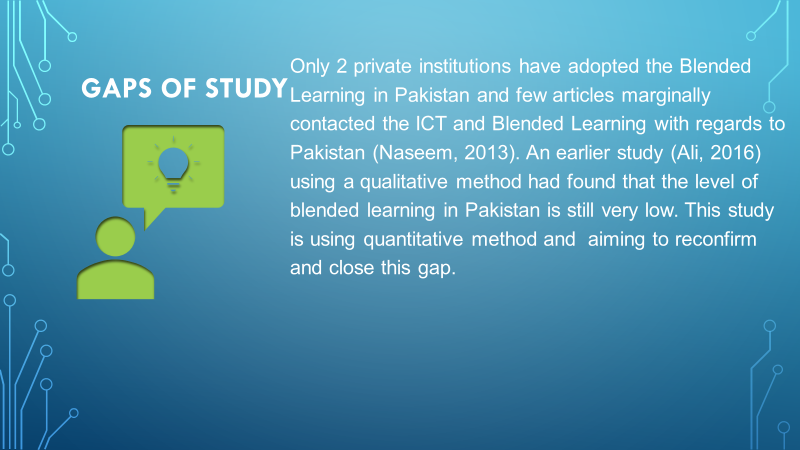 GAPS OF STUDY
Only 2 private institutions have adopted the Blended
Learning in Pakistan and few articles marginally
contacted the ICT and Blended Learning with regards to
Pakistan (Naseem, 2013). An earlier study (Ali, 2016)
using a qualitative method had found that the level of
blended learning in Pakistan is still very low. This study
is using quantitative method and  aiming to reconfirm
and close this gap.